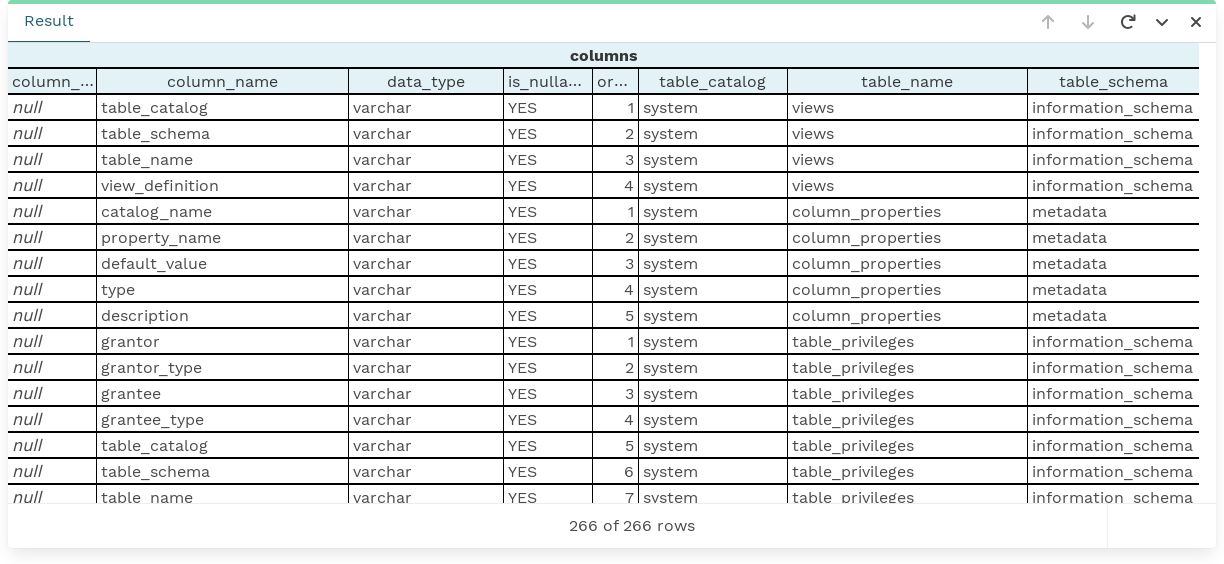 Result
columns
column_... column_name data_type is_nulla... or... table_catalog table_name table_schema
null table_catalog varchar YES 1 system views information_schema
null table_schema varchar YES 2 system views information_schema
null table_name varchar YES 3 system views information_schema
null view_definition varchar YES 4 system views information_schema
null catalog_name varchar YES 1 system column_properties metadata
null property_name varchar YES 2 system column_properties metadata
null default_value varchar YES 3 system column_properties metadata
null type varchar YES 4 system column_properties metadata
null description varchar YES 5 system column_properties metadata
null grantor varchar YES 1 system table_privileges information_schema
null grantor_type varchar YES 2 system table_privileges information_schema
null grantee varchar YES 3 system table_privileges information_schema
null grantee_type varchar YES 4 system table_privileges information_schema
null table_catalog varchar YES 5 system table_privileges information_schema
null table_schema varchar YES 6 system table_privileges information_schema
null table_name varchar YES 7 system table_privileges information_schema
266 of 266 rows